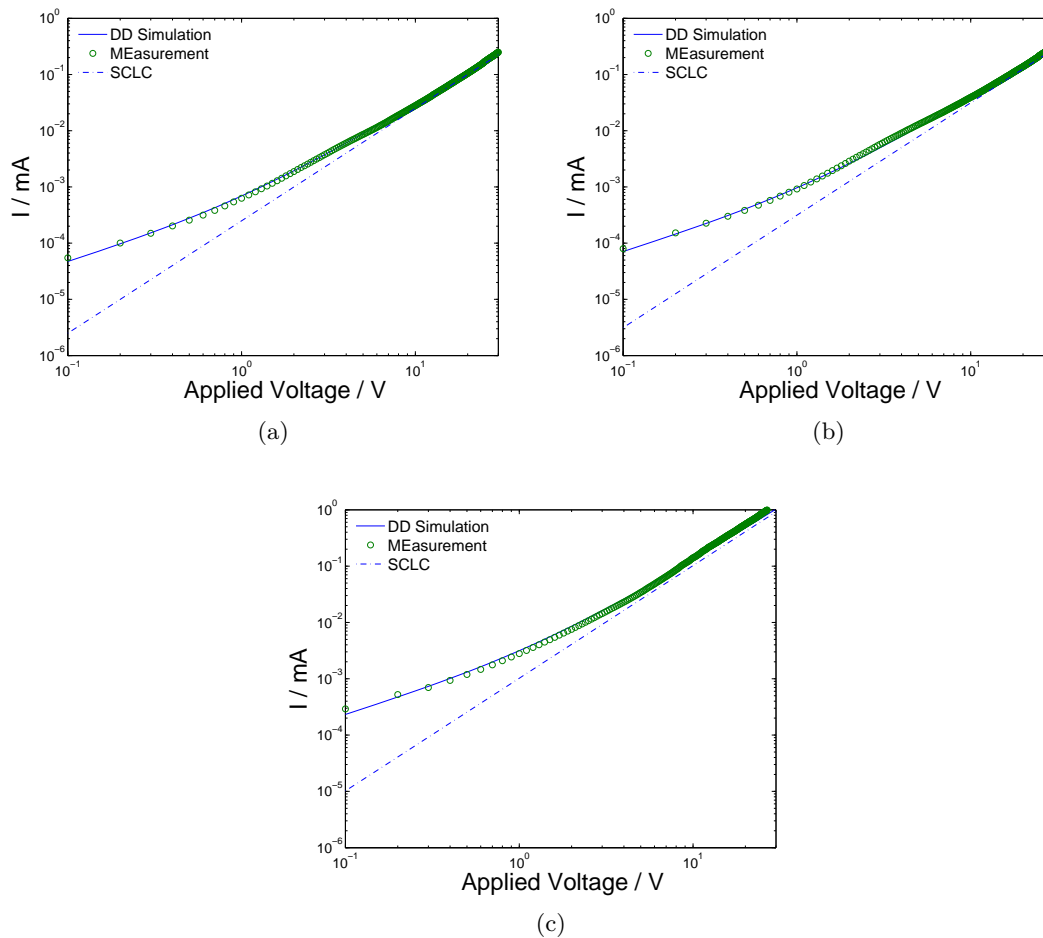 10^0
10^-1
10^-2
10^-3
10^-4
10^-5
10^-6
I / mA
DD Simulation
MEasurement
SCLC
10^-1
10^0
10^1
Applied Voltage / V
(a)
10^0
10^-1
10^-2
10^-3
10^-4
10^-5
10^-6
I / mA
DD Simulation
MEasurement
SCLC
10^-1
10^0
10^1
Applied Voltage / V
(b)
10^0
10^-1
10^-2
10^-3
10^-4
10^-5
10^-6
I / mA
DD Simulation
MEasurement
SCLC
10^-1
10^0
10^1
Applied Voltage / V
(c)